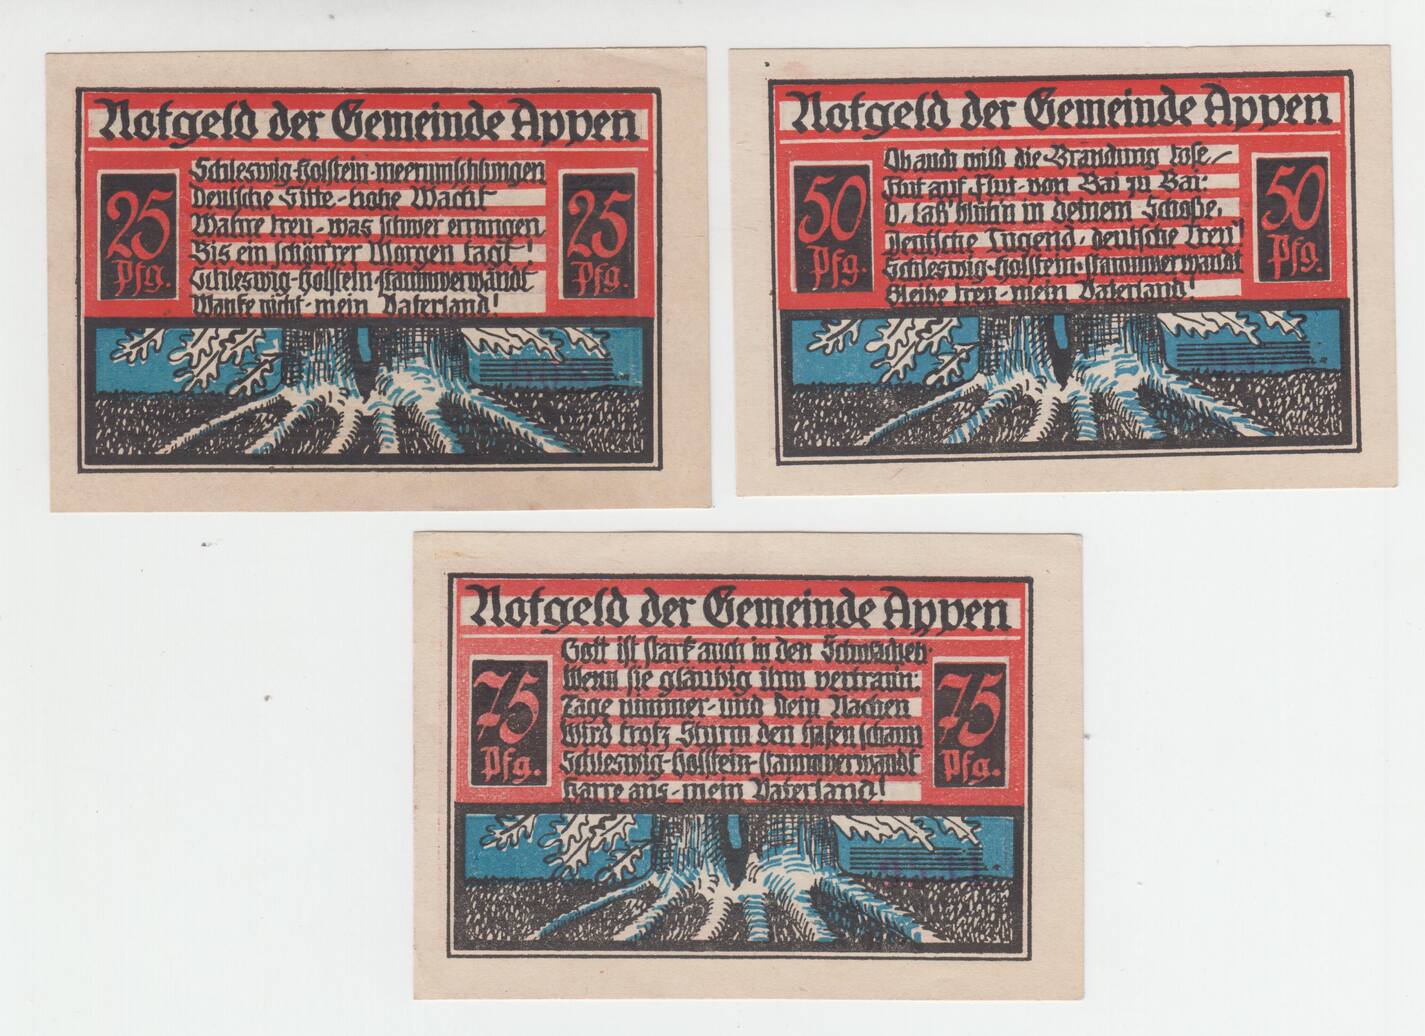 Notgeld der Gemeinde Appen
25 Pfg.
Schleswig-Holstein-meerumschlungen
Deutsche Sitte-hohe Wacht
Wahre treu-was schwer errungen
Bis ein schön'rer Morgen tagt!
Schleswig-Holstein-stammverwandt
Wanke nicht-mein Vaterland!
25 Pfg.
Notgeld der Gemeinde Appen
50 Pfg.
Ob auch wild die Brandung tose,
Flut auf Flut-von Bai zu Bai:
O, laß blüh'n in deinem Schoße,
Deutsche Tugend-deutsche Treu!
Schleswig-Holstein-stammverwandt
Bleibe treu-mein Vaterland!
50 Pfg.
Notgeld der Gemeinde Appen
75 Pfg.
Gott ist stark auch in den Schwachen.
Wenn sie gläubig ihm vertrau'n:
Zage nimmer-und dein Nachen
Wird trotz Sturm den Hafen schaun
Schleswig-Holstein-stammverwandt
Harre aus-mein Vaterland!
75 Pfg.